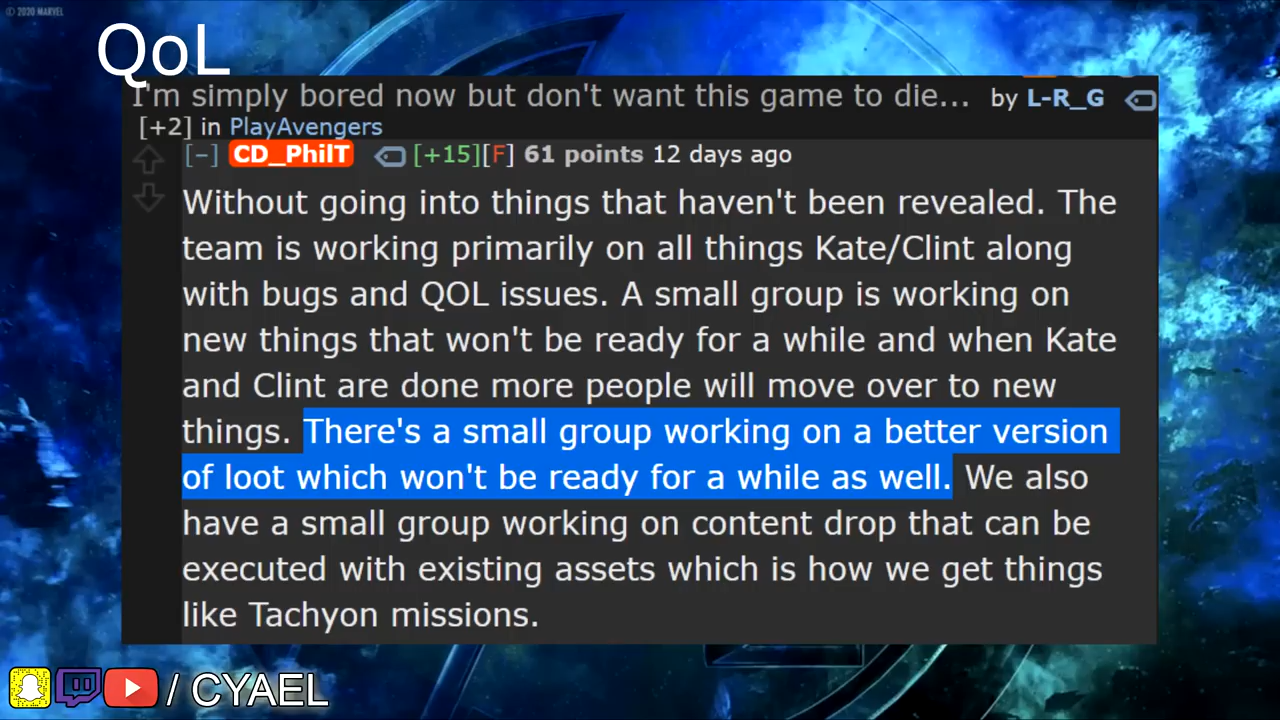 © 2020 MARVEL
QoL
I'm simply bored now but don't want this game to die... by L-R_G
[+2] in PlayAvengers
[–] CD_PhilT [+15][F] 61 points 12 days ago
Without going into things that haven't been revealed. The
team is working primarily on all things Kate/Clint along
with bugs and QOL issues. A small group is working on
new things that won't be ready for a while and when Kate
and Clint are done more people will move over to new
things. There's a small group working on a better version
of loot which won't be ready for a while as well. We also
have a small group working on content drop that can be
executed with existing assets which is how we get things
like Tachyon missions.
/ CYAEL